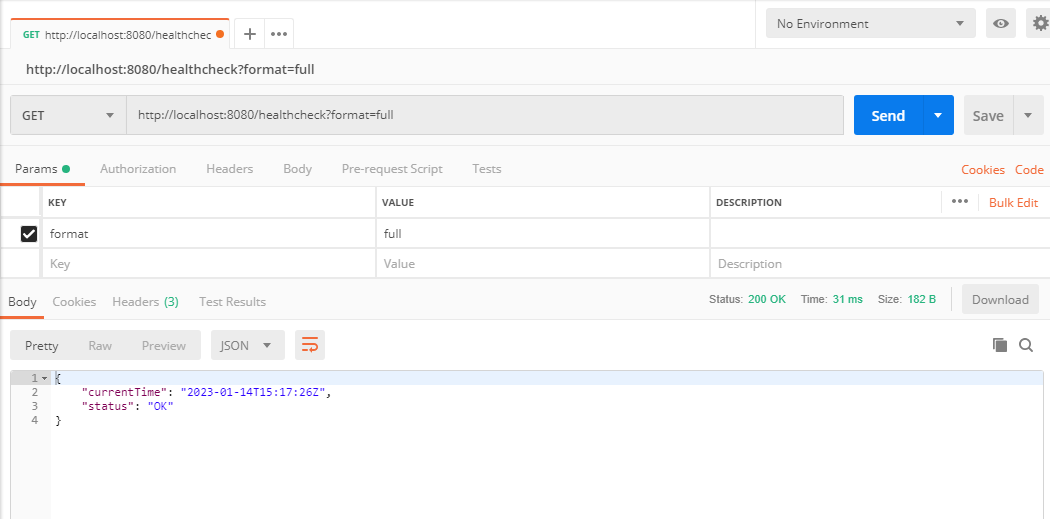 GET http://localhost:8080/healthchec
No Environment
http://localhost:8080/healthcheck?format=full
GET http://localhost:8080/healthcheck?format=full Send Save
Params Authorization Headers Body Pre-request Script Tests Cookies Code
KEY VALUE DESCRIPTION Bulk Edit
format full
Key Value Description
Body Cookies Headers (3) Test Results Status: 200 OK Time: 31 ms Size: 182 B Download
Pretty Raw Preview JSON
1 {
2 "currentTime": "2023-01-14T15:17:26Z",
3 "status": "OK"
4 }